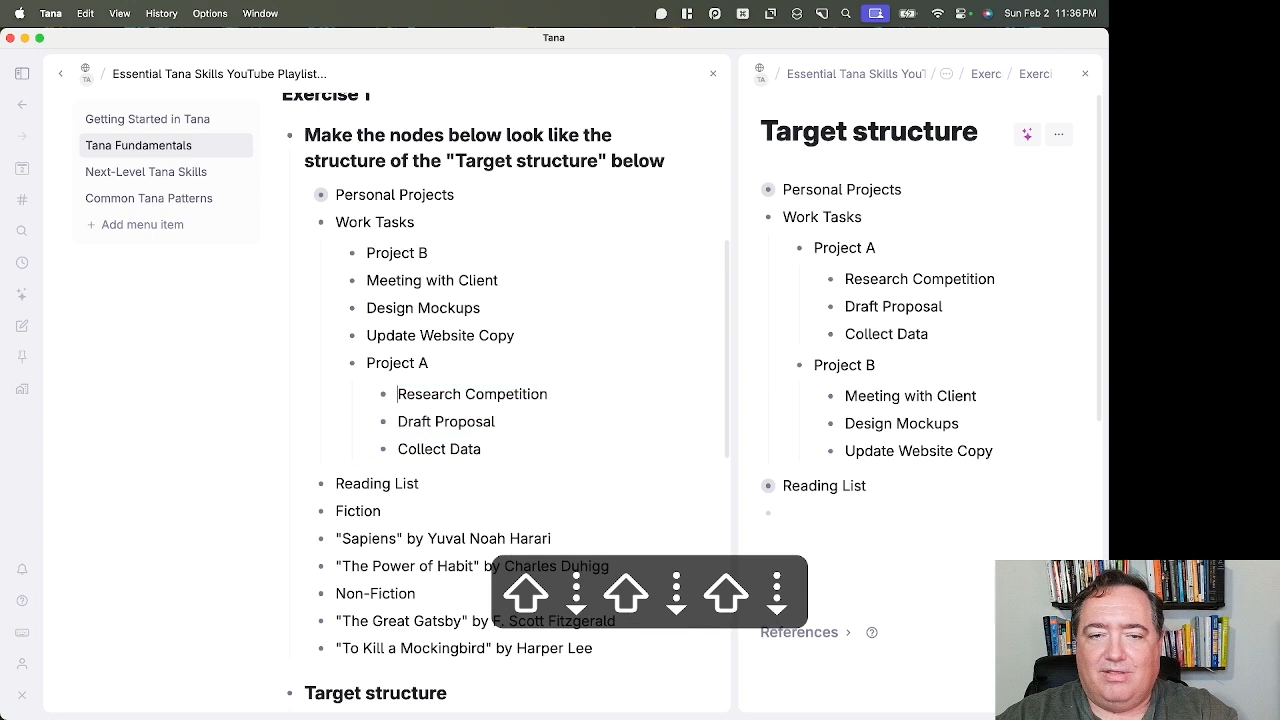 Tana Edit View History Options Window
Sun Feb 2 11:36 PM
Tana
TA / Essential Tana Skills YouTube Playlist...
Getting Started in Tana
Tana Fundamentals
Next-Level Tana Skills
Common Tana Patterns
+ Add menu item
Exercise 1
Make the nodes below look like the
structure of the "Target structure" below
Personal Projects
Work Tasks
Project B
Meeting with Client
Design Mockups
Update Website Copy
Project A
Research Competition
Draft Proposal
Collect Data
Reading List
Fiction
"Sapiens" by Yuval Noah Harari
"The Power of Habit" by Charles Duhigg
Non-Fiction
"The Great Gatsby" by F. Scott Fitzgerald
"To Kill a Mockingbird" by Harper Lee
Target structure
TA / Essential Tana Skills YouT / ... / Exerc / Exerci
Target structure
Personal Projects
Work Tasks
Project A
Research Competition
Draft Proposal
Collect Data
Project B
Meeting with Client
Design Mockups
Update Website Copy
Reading List
References